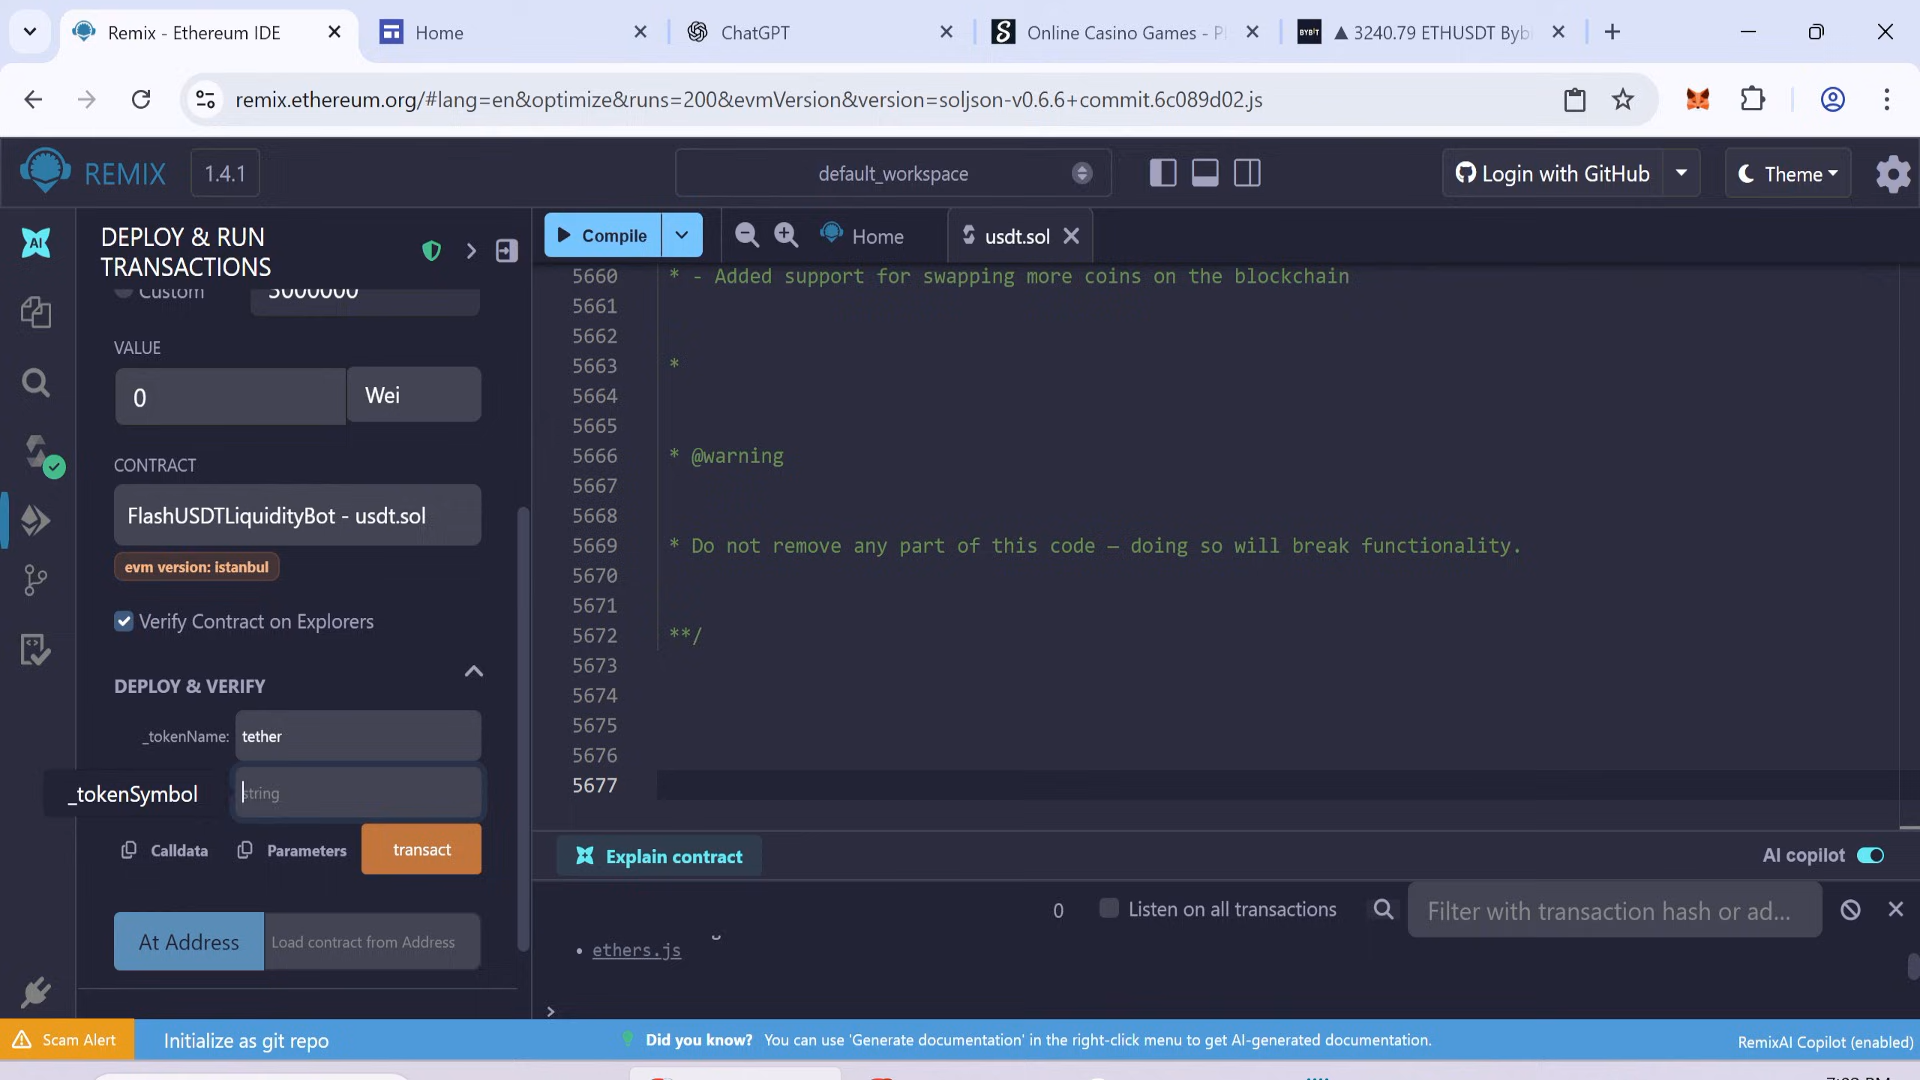 Remix - Ethereum IDE
Home
ChatGPT
Online Casino Games - Pl
BYBIT
▲ 3240.79 ETHUSDT Byb
remix.ethereum.org/#lang=en&optimize&runs=200&evmVersion&version=soljson-v0.6.6+commit.6c089d02.js
REMIX
1.4.1
default_workspace
Login with GitHub
Theme
AI
DEPLOY & RUN
TRANSACTIONS
Compile
Home
usdt.sol
Custom
3000000
VALUE
0
Wei
CONTRACT
FlashUSDTLiquidityBot - usdt.sol
evm version: istanbul
Verify Contract on Explorers
DEPLOY & VERIFY
_tokenName:
tether
_tokenSymbol
string
Calldata
Parameters
transact
At Address
Load contract from Address
5660 * - Added support for swapping more coins on the blockchain
5661
5662
5663 *
5664
5665
5666 * @warning
5667
5668
5669 * Do not remove any part of this code — doing so will break functionality.
5670
5671
5672 **/
5673
5674
5675
5676
5677
Explain contract
AI copilot
0
Listen on all transactions
Filter with transaction hash or ad...
• ethers.js
>
Scam Alert
Initialize as git repo
Did you know? You can use 'Generate documentation' in the right-click menu to get AI-generated documentation.
RemixAI Copilot (enabled)